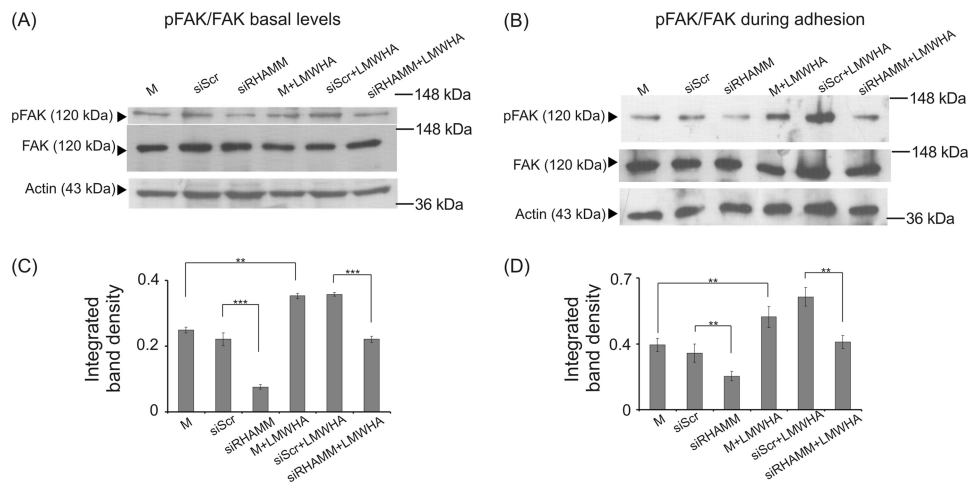 (A)
pFAK/FAK basal levels
M
siScr
siRHAMM
M+LMWHA
siScr+LMWHA
siRHAMM+LMWHA
148 kDa
pFAK (120 kDa)
148 kDa
FAK (120 kDa)
Actin (43 kDa)
36 kDa
(B)
pFAK/FAK during adhesion
M
siScr
siRHAMM
M+LMWHA
siScr+LMWHA
siRHAMM+LMWHA
148 kDa
pFAK (120 kDa)
148 kDa
FAK (120 kDa)
Actin (43 kDa)
36 kDa
(C)
Integrated
band density
0.4
0.2
0
**
***
***
M
siScr
siRHAMM
M+LMWHA
siScr+LMWHA
siRHAMM+LMWHA
(D)
Integrated
band density
0.7
0.4
0
**
**
**
M
siScr
siRHAMM
M+LMWHA
siScr+LMWHA
siRHAMM+LMWHA